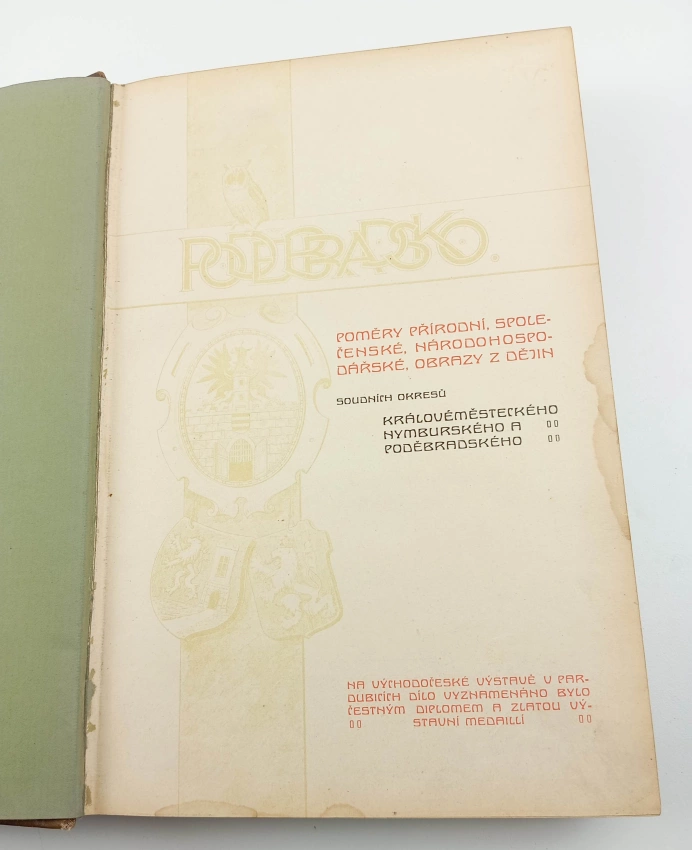 PODĚBRADSKO.
POMĚRY PŘÍRODNÍ, SPOLE-
ČENSKÉ, NÁRODOHOSPO-
DÁŘSKÉ, OBRAZY Z DĚJIN
SOUDNÍCH OKRESŮ
KRÁLOVÉMĚSTECKÉHO
NYMBURSKÉHO A
PODĚBRADSKÉHO
NA VÝCHODOČESKÉ VÝSTAVĚ V PAR-
DUBICÍCH DÍLO VYZNAMENÁNO BYLO
ČESTNÝM DIPLOMEM A ZLATOU VÝ-
STAVNÍ MEDAILLÍ